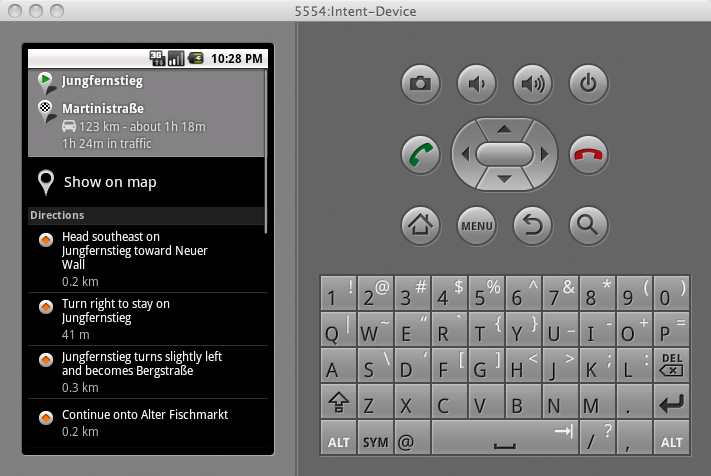 5554:Intent-Device
3G 10:28 PM
Jungfernstieg
Martinistraße
123 km - about 1h 18m
1h 24m in traffic
Show on map
Directions
Head southeast on
Jungfernstieg toward Neuer
Wall
0.2 km
Turn right to stay on
Jungfernstieg
41 m
Jungfernstieg turns slightly left
and becomes Bergstraße
0.3 km
Continue onto Alter Fischmarkt
0.2 km
MENU
1 ! 2 @ 3 # 4 $ 5 % 6 ^ 7 & 8 * 9 ( 0 )
Q | W ~ E “ R ` T { Y } U _ I - O + P =
A S \ D ‘ F [ G ] H < J > K ; L : DEL
Z X C V B N M .
ALT SYM @ / ? , ALT